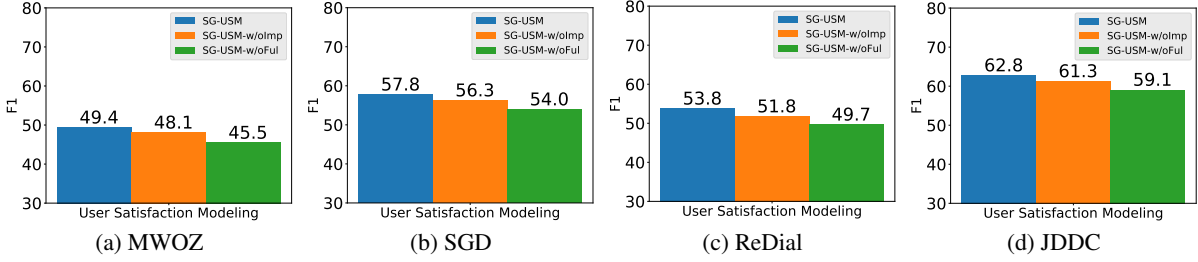 80
70
60
50
40
30
F1
SG-USM
SG-USM-w/oImp
SG-USM-w/oFul
49.4
48.1
45.5
User Satisfaction Modeling
(a) MWOZ
80
70
60
50
40
30
F1
SG-USM
SG-USM-w/oImp
SG-USM-w/oFul
57.8
56.3
54.0
User Satisfaction Modeling
(b) SGD
80
70
60
50
40
30
F1
SG-USM
SG-USM-w/oImp
SG-USM-w/oFul
53.8
51.8
49.7
User Satisfaction Modeling
(c) ReDial
80
70
60
50
40
30
F1
SG-USM
SG-USM-w/oImp
SG-USM-w/oFul
62.8
61.3
59.1
User Satisfaction Modeling
(d) JDDC